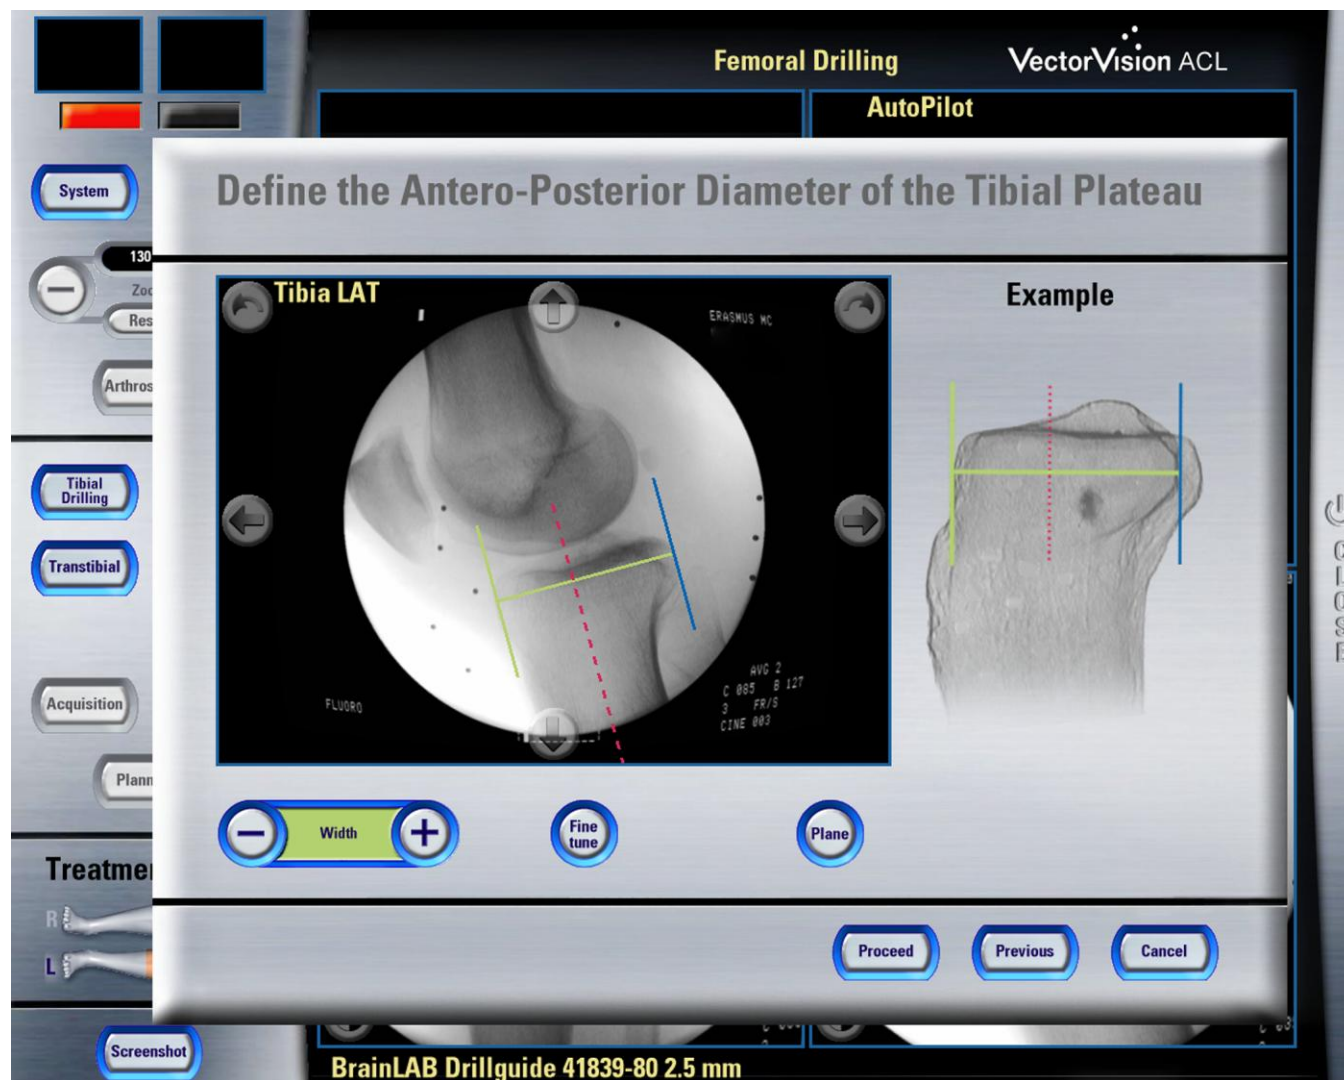 Femoral Drilling
VectorVision ACL
AutoPilot
System
Define the Antero-Posterior Diameter of the Tibial Plateau
130
Tibia LAT
ERASMUS MC
Example
Tibial
Drilling
Transtibial
AVG 2
C 085 B 127
3 FR/S
CINE 003
FLUORO
Acquisition
− Width +
Fine
tune
Plane
R
L
Proceed
Previous
Cancel
Screenshot
BrainLAB Drillguide 41839-80 2.5 mm
CLOSE